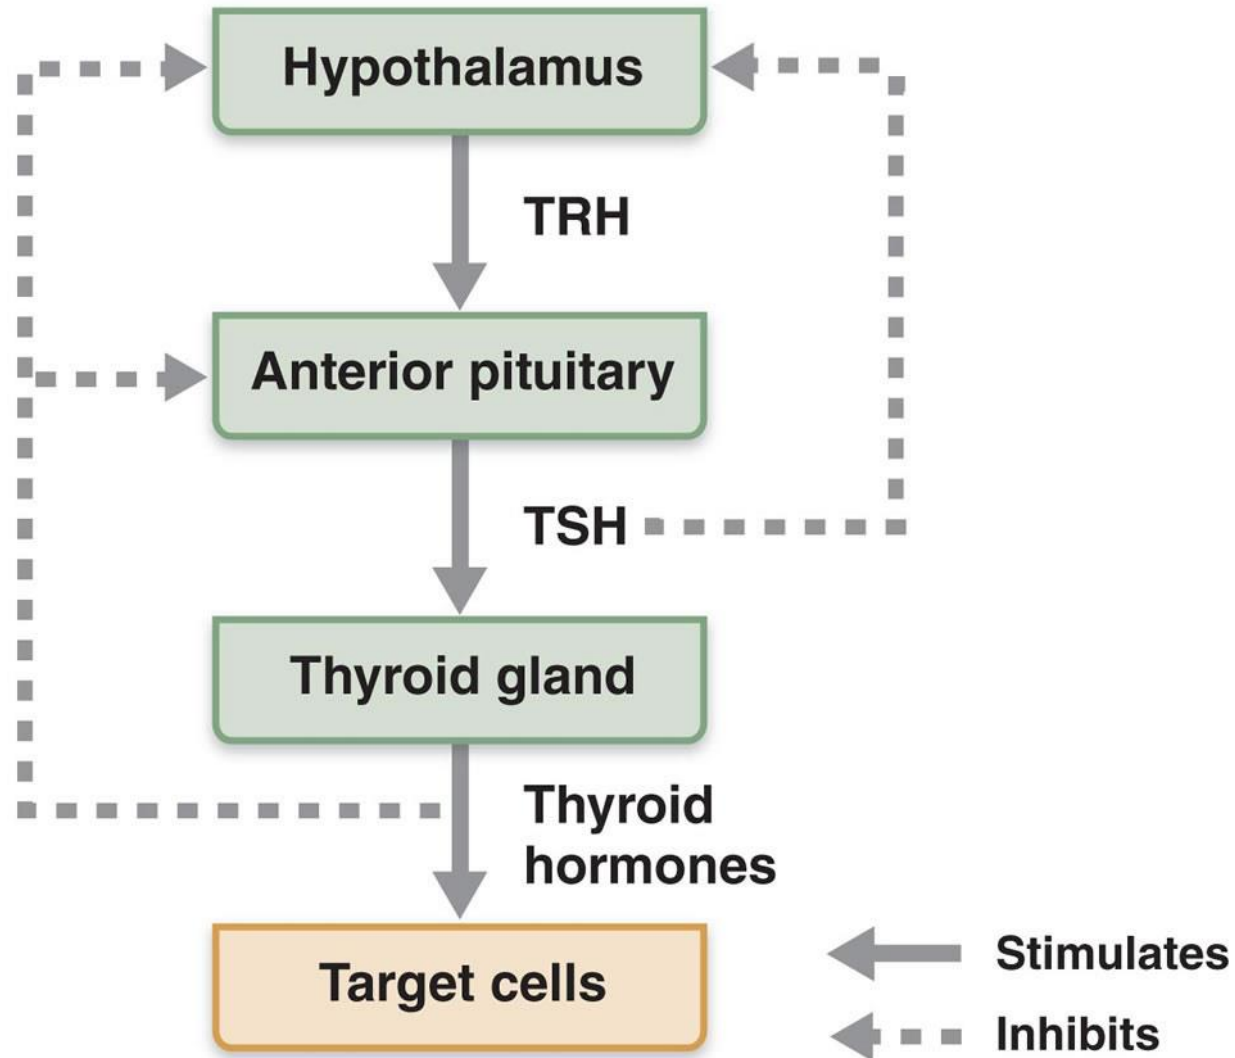 Hypothalamus
TRH
Anterior pituitary
TSH
Thyroid gland
Thyroid
hormones
Target cells
Stimulates
Inhibits